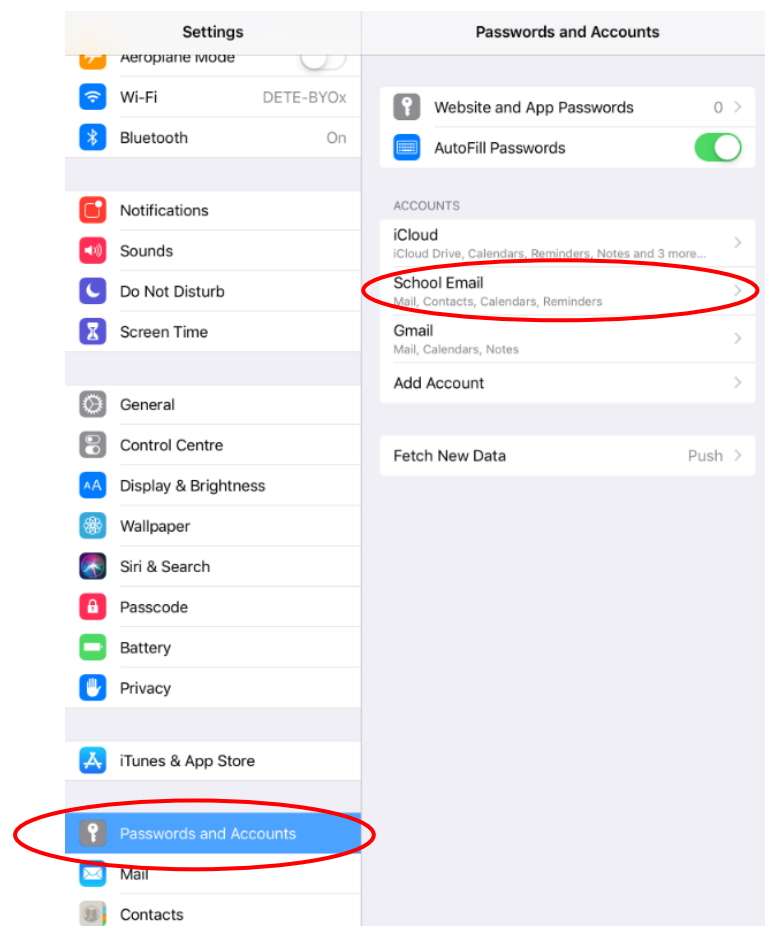 Settings
Aeroplane Mode
Wi-Fi DETE-BYOx
Bluetooth On
Notifications
Sounds
Do Not Disturb
Screen Time
General
Control Centre
AA Display & Brightness
Wallpaper
Siri & Search
Passcode
Battery
Privacy
iTunes & App Store
Passwords and Accounts
Mail
Contacts
Passwords and Accounts
Website and App Passwords 0
AutoFill Passwords
ACCOUNTS
iCloud
iCloud Drive, Calendars, Reminders, Notes and 3 more...
School Email
Mail, Contacts, Calendars, Reminders
Gmail
Mail, Calendars, Notes
Add Account
Fetch New Data Push